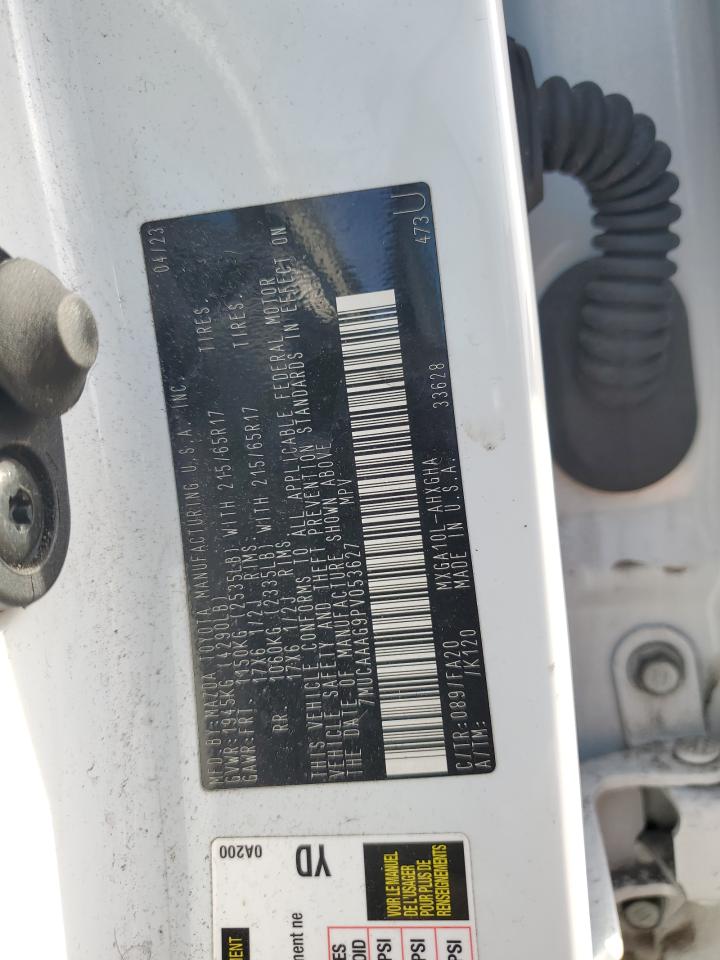 MFD.BY:MAZDA TOYOTA MANUFACTURING U.S.A. INC. 04/23
GVWR:1945KG (4290LB)
GAWR:FRT. 1150KG (2535LB) WITH 215/65R17 TIRES,
17X6 1/2J RIMS,
RR. 1060KG (2335LB) WITH 215/65R17 TIRES,
17X6 1/2J RIMS,
THIS VEHICLE CONFORMS TO ALL APPLICABLE FEDERAL MOTOR
VEHICLE SAFETY AND THEFT PREVENTION STANDARDS IN EFFECT ON
THE DATE OF MANUFACTURE SHOWN ABOVE.
7MUCAAAG9PV053627 MPV
C/TR:089/FA20 MXGA10L-AHXGHA 33628 473 U
A/TM: /K120 MADE IN U.S.A.
0A200
YD
VOIR LE MANUEL
DE L'USAGER
POUR PLUS DE
RENSEIGNEMENTS
PSI
PSI
PSI